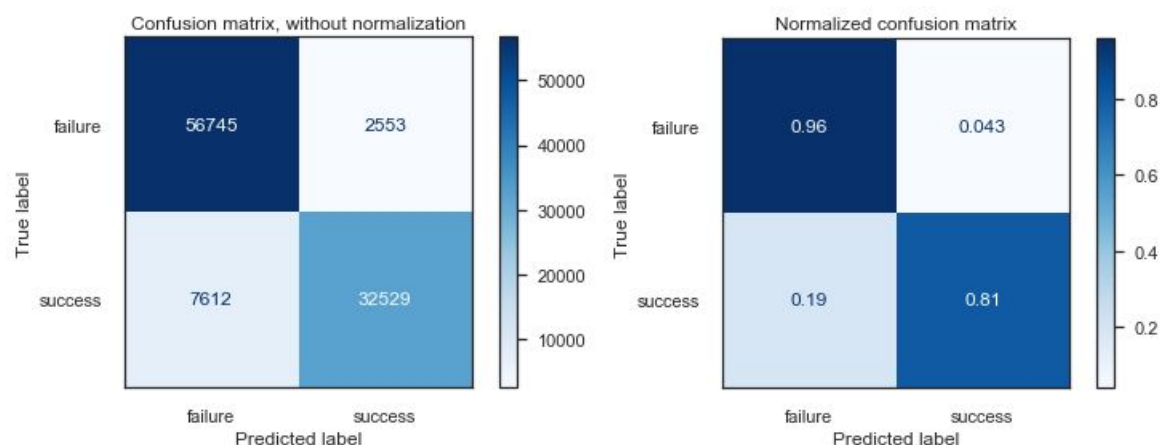 Confusion matrix, without normalization
failure
success
True label
56745
2553
7612
32529
failure
success
Predicted label
50000
40000
30000
20000
10000
Normalized confusion matrix
failure
success
True label
0.96
0.043
0.19
0.81
failure
success
Predicted label
0.8
0.6
0.4
0.2